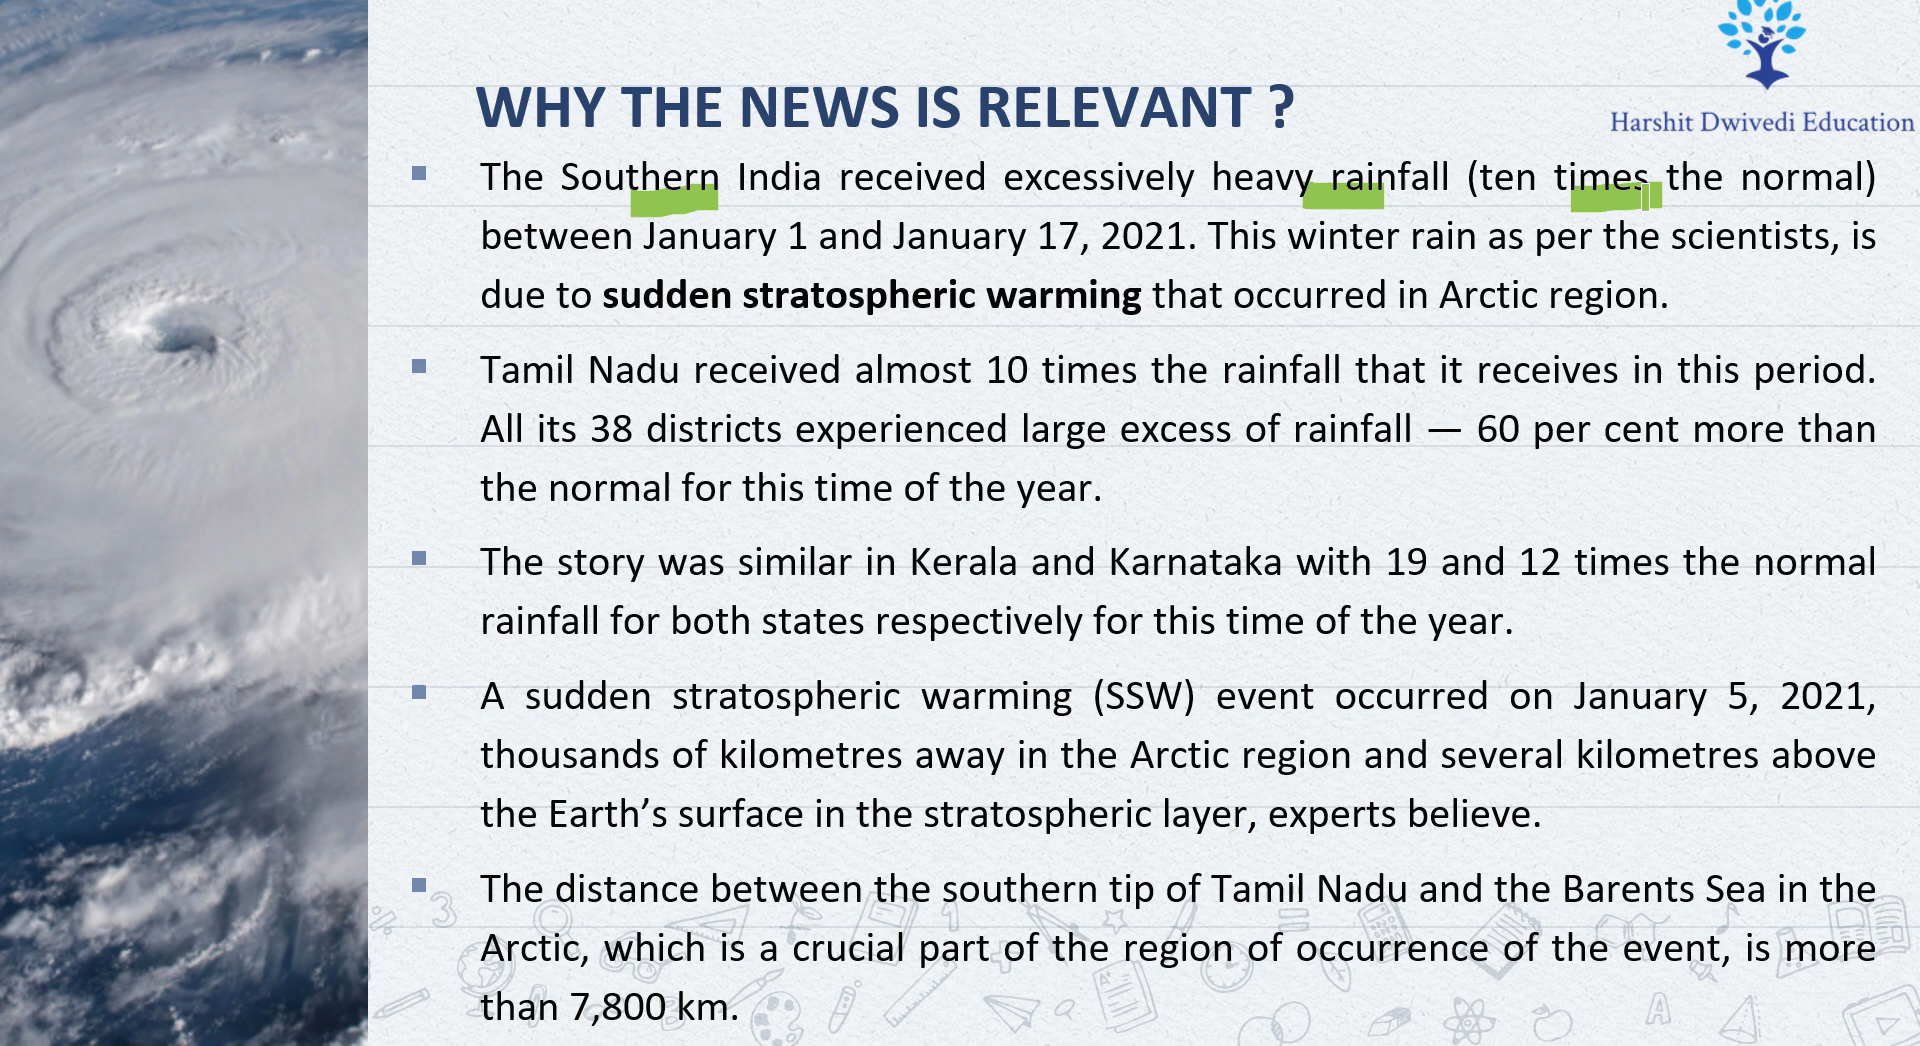 Harshit Dwivedi Education
WHY THE NEWS IS RELEVANT ?
The Southern India received excessively heavy rainfall (ten times the normal)
between January 1 and January 17, 2021. This winter rain as per the scientists, is
due to sudden stratospheric warming that occurred in Arctic region.
Tamil Nadu received almost 10 times the rainfall that it receives in this period.
All its 38 districts experienced large excess of rainfall — 60 per cent more than
the normal for this time of the year.
The story was similar in Kerala and Karnataka with 19 and 12 times the normal
rainfall for both states respectively for this time of the year.
A sudden stratospheric warming (SSW) event occurred on January 5, 2021,
thousands of kilometres away in the Arctic region and several kilometres above
the Earth’s surface in the stratospheric layer, experts believe.
The distance between the southern tip of Tamil Nadu and the Barents Sea in the
Arctic, which is a crucial part of the region of occurrence of the event, is more
than 7,800 km.